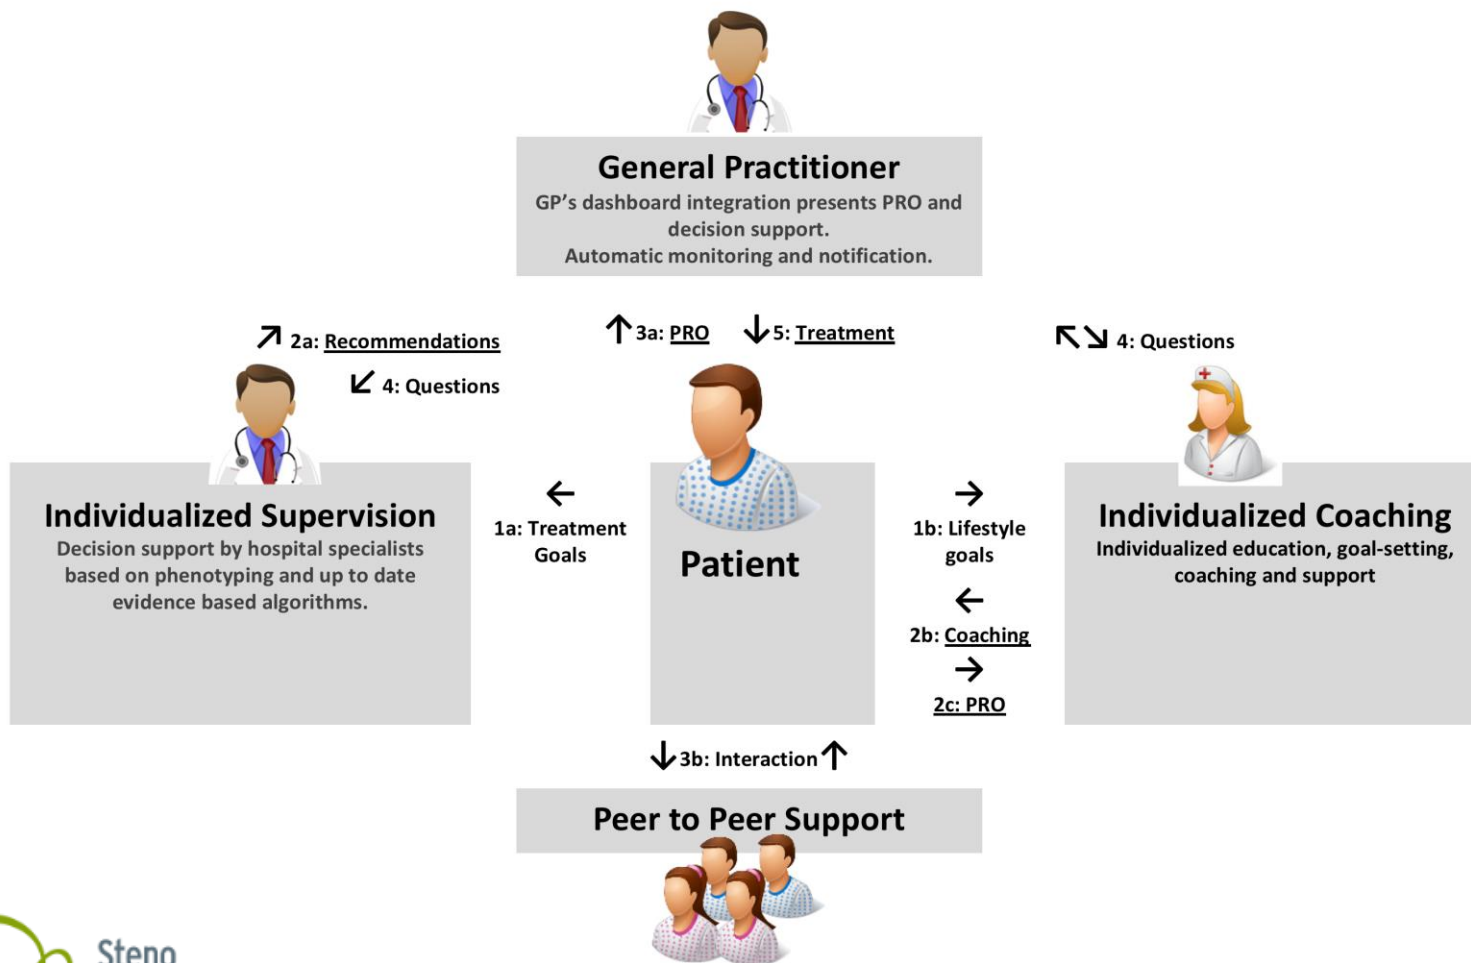 General Practitioner
GP's dashboard integration presents PRO and
decision support.
Automatic monitoring and notification.
↗ 2a: Recommendations
↙ 4: Questions
↑ 3a: PRO ↓ 5: Treatment
↖↘ 4: Questions
Individualized Supervision
Decision support by hospital specialists
based on phenotyping and up to date
evidence based algorithms.
←
1a: Treatment
Goals
Patient
→
1b: Lifestyle
goals
←
2b: Coaching
→
2c: PRO
Individualized Coaching
Individualized education, goal-setting,
coaching and support
↓ 3b: Interaction ↑
Peer to Peer Support
Steno